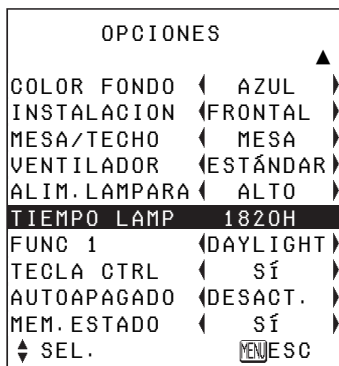 OPCIONES
COLOR FONDO AZUL
INSTALACION FRONTAL
MESA/TECHO MESA
VENTILADOR ESTÁNDAR
ALIM.LAMPARA ALTO
TIEMPO LAMP 1820H
FUNC 1 DAYLIGHT
TECLA CTRL SÍ
AUTOAPAGADO DESACT.
MEM.ESTADO SÍ
SEL. MENU ESC